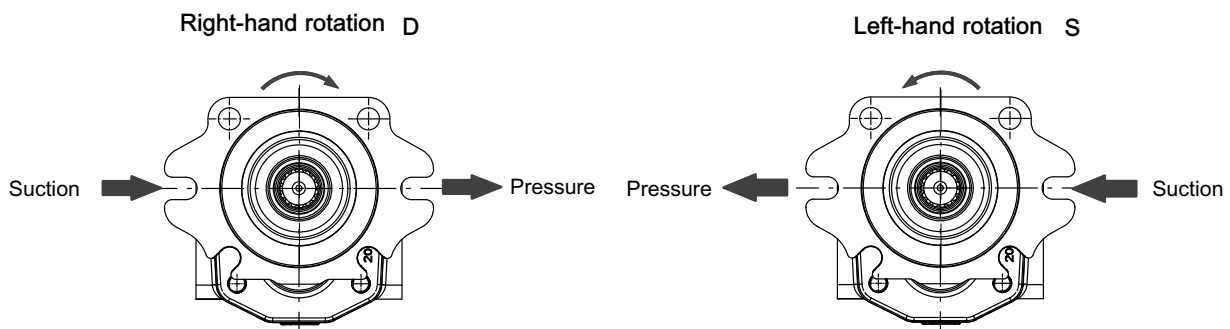 Right-hand rotation D
Left-hand rotation S
Suction
Pressure
Pressure
Suction
20
20